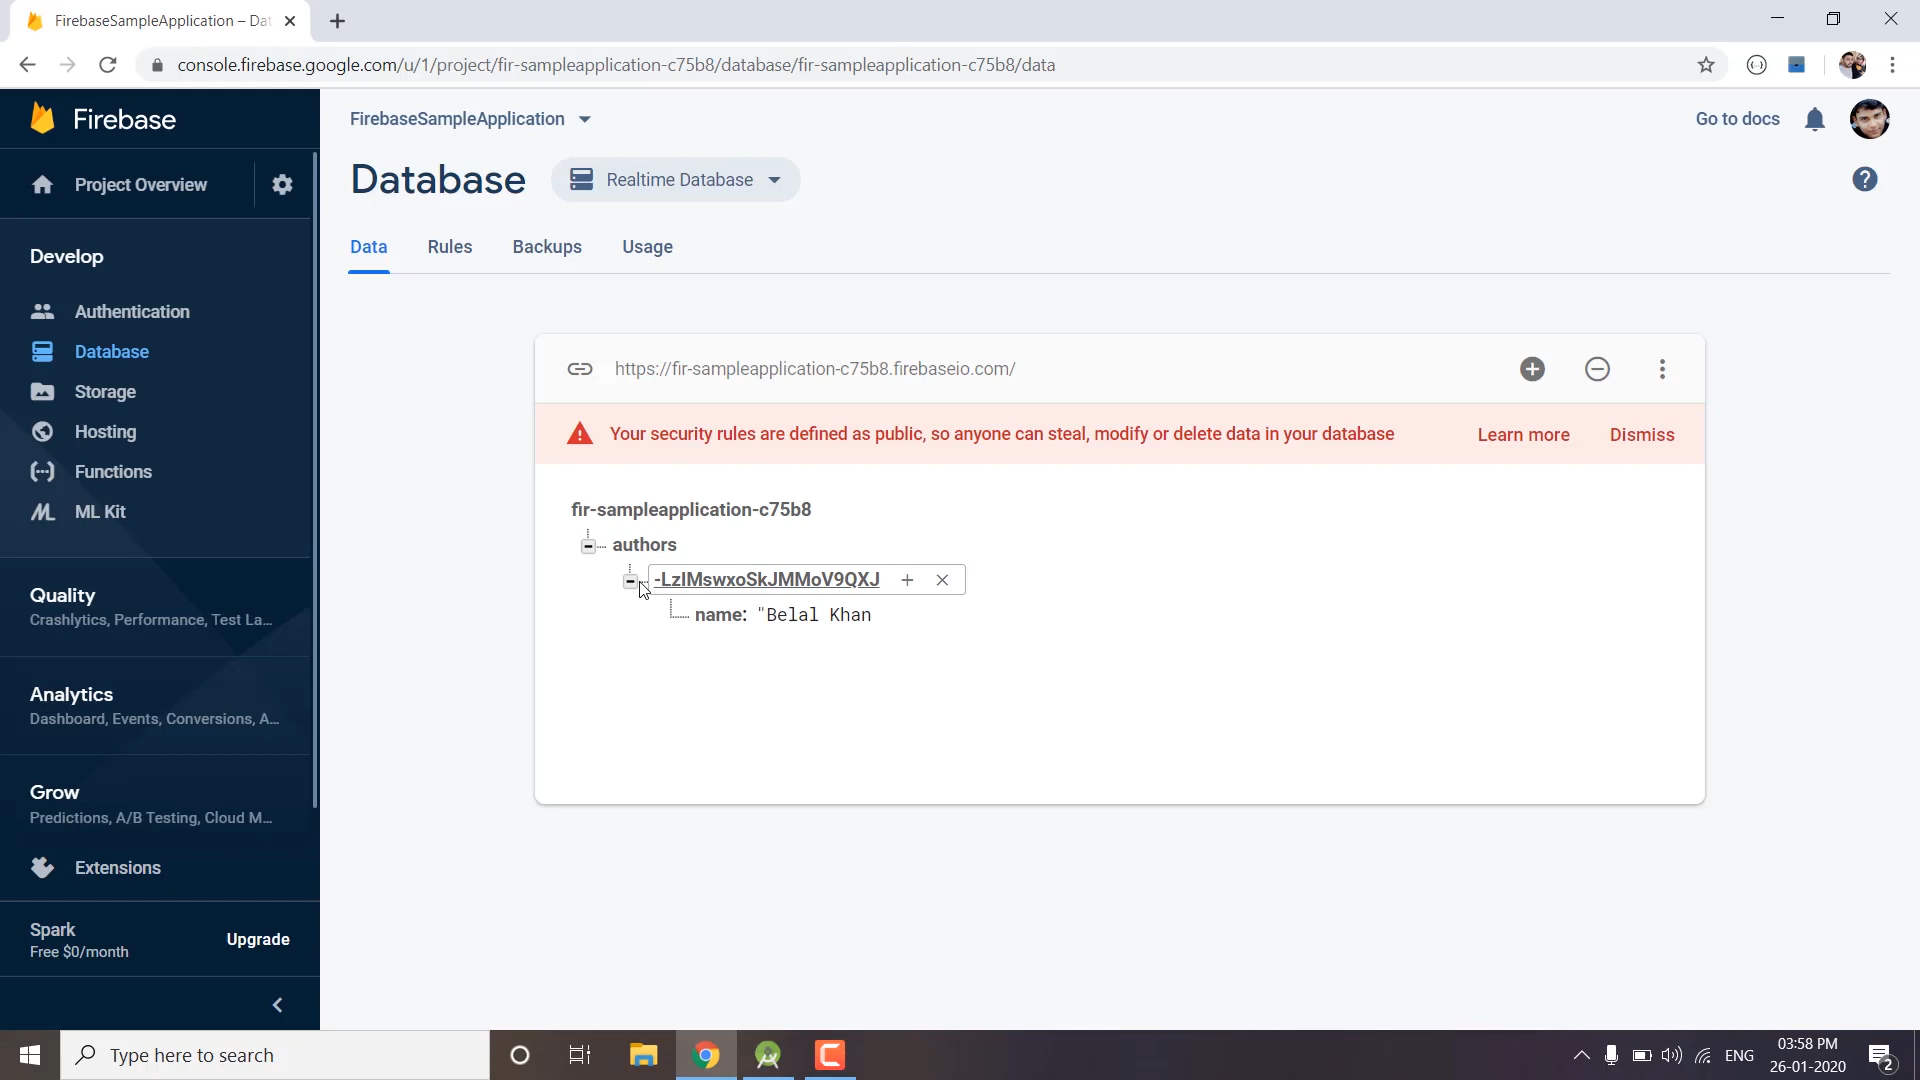 FirebaseSampleApplication – Dat
console.firebase.google.com/u/1/project/fir-sampleapplication-c75b8/database/fir-sampleapplication-c75b8/data
Firebase
FirebaseSampleApplication
Go to docs
Project Overview
Database
Realtime Database
Data
Rules
Backups
Usage
Develop
Authentication
Database
Storage
Hosting
Functions
ML Kit
Quality
Crashlytics, Performance, Test La...
Analytics
Dashboard, Events, Conversions, A...
Grow
Predictions, A/B Testing, Cloud M...
Extensions
Spark
Free $0/month
Upgrade
https://fir-sampleapplication-c75b8.firebaseio.com/
Your security rules are defined as public, so anyone can steal, modify or delete data in your database
Learn more
Dismiss
fir-sampleapplication-c75b8
authors
-LzIMswxoSkJMMoV9QXJ
name: "Belal Khan
Type here to search
ENG
03:58 PM
26-01-2020
2